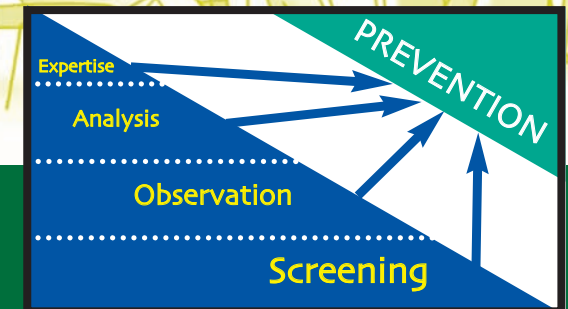 PREVENTION
Expertise
Analysis
Observation
Screening